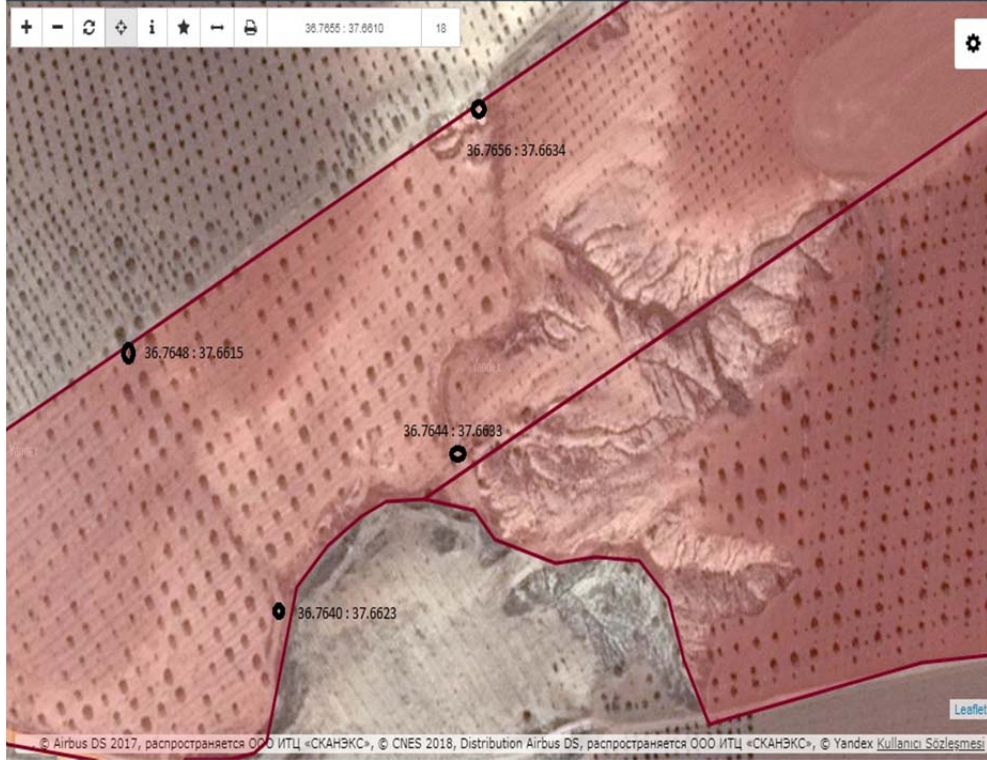 36.7655 : 37.6610 18
36.7656 : 37.6634
36.7648 : 37.6615
Yandex
36.7644 : 37.6633
36.7640 : 37.6623
Leaflet
© Airbus DS 2017, распространяется ООО ИТЦ «СКАНЭКС», © CNES 2018, Distribution Airbus DS, распространяется ООО ИТЦ «СКАНЭКС», © Yandex Kullanıcı Sözleşmesi